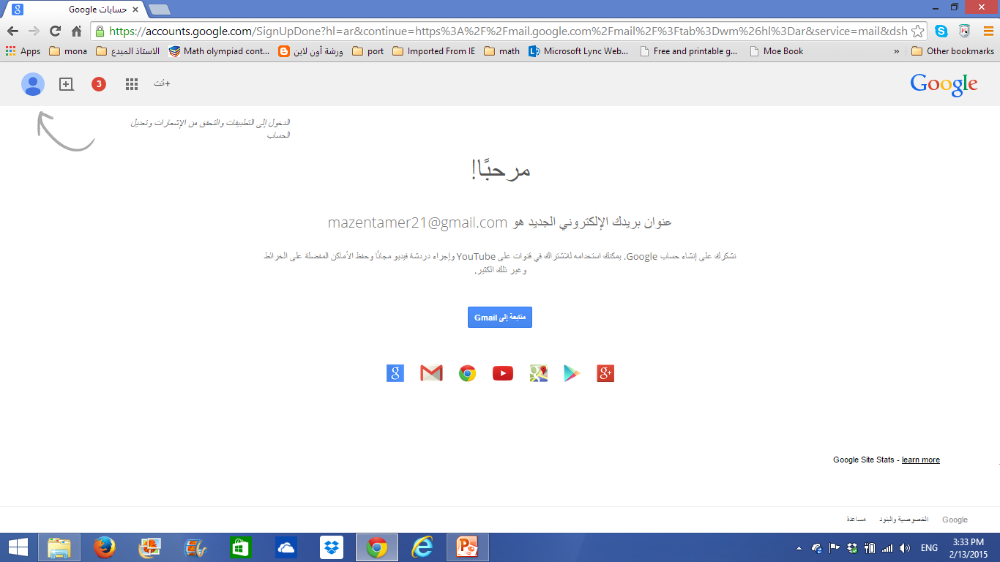 حسابات Google
https://accounts.google.com/SignUpDone?hl=ar&continue=https%3A%2F%2Fmail.google.com%2Fmail%2F%3Ftab%3Dwm%26hl%3Dar&service=mail&dsh
Apps mona الاستاذ المبدع Math olympiad cont... ورشة أون لاين port Imported From IE math Microsoft Lync Web... Free and printable g... Moe Book » Other bookmarks
3 +أنت Google
الدخول إلى التطبيقات والتحقق من الإشعارات وتعديل
الحساب
مرحبًا!
عنوان بريدك الإلكتروني الجديد هو mazentamer21@gmail.com
نشكرك على إنشاء حساب Google. يمكنك استخدامه للاشتراك في قنوات على YouTube وإجراء دردشة فيديو مجانًا وحفظ الأماكن المفضلة على الخرائط
وغير ذلك الكثير.
متابعة إلى Gmail
Google Site Stats - learn more
Google الخصوصية والبنود مساعدة
ENG 3:33 PM
2/13/2015